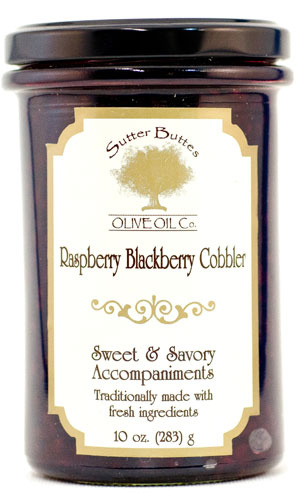 Sutter Buttes
OLIVE OIL Co.
Raspberry Blackberry Cobbler
Sweet & Savory
Accompaniments
Traditionally made with
fresh ingredients
10 oz. (283) g